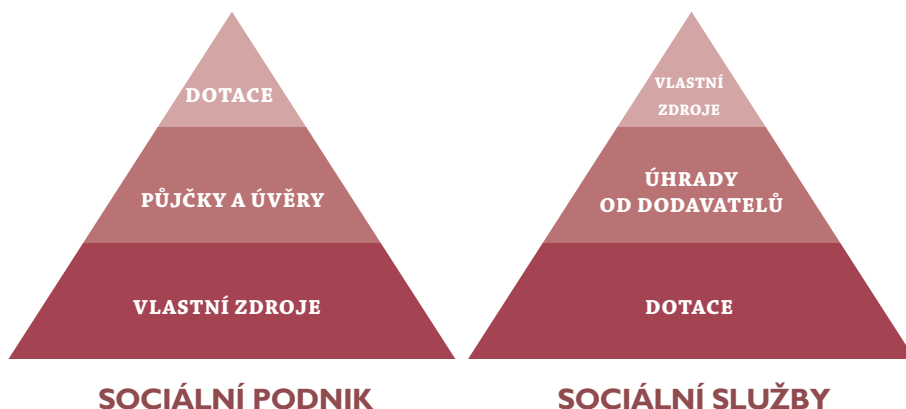 DOTACE
PŮJČKY A ÚVĚRY
VLASTNÍ ZDROJE
SOCIÁLNÍ PODNIK
VLASTNÍ
ZDROJE
ÚHRADY
OD DODAVATELŮ
DOTACE
SOCIÁLNÍ SLUŽBY